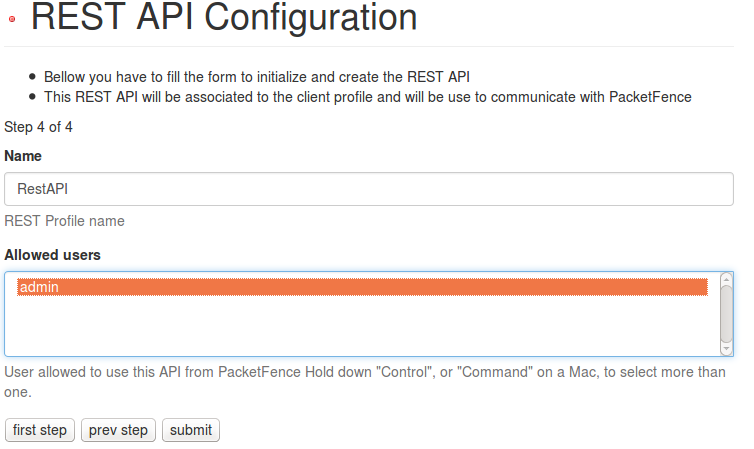 REST API Configuration
Bellow you have to fill the form to initialize and create the REST API
This REST API will be associated to the client profile and will be use to communicate with PacketFence
Step 4 of 4
Name
RestAPI
REST Profile name
Allowed users
admin
User allowed to use this API from PacketFence Hold down "Control", or "Command" on a Mac, to select more than
one.
first step prev step submit